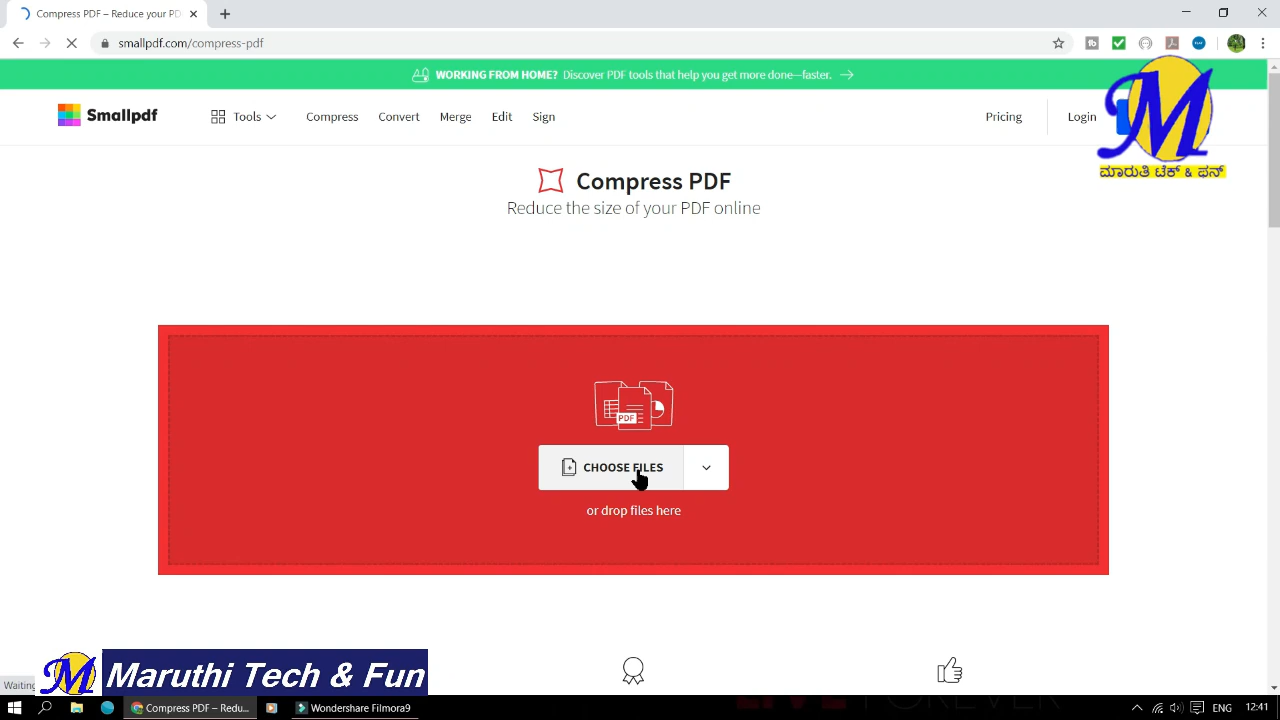 Compress PDF – Reduce your PD
smallpdf.com/compress-pdf
WORKING FROM HOME? Discover PDF tools that help you get more done—faster.
Smallpdf
Tools
Compress
Convert
Merge
Edit
Sign
Pricing
Login
M
ಮಾರುತಿ ಟೆಕ್ & ಫನ್
Compress PDF
Reduce the size of your PDF online
PDF
CHOOSE FILES
or drop files here
M Maruthi Tech & Fun
Waiting
Compress PDF – Redu...
Wondershare Filmora9
LIVE FOREVER
ENG
12:41